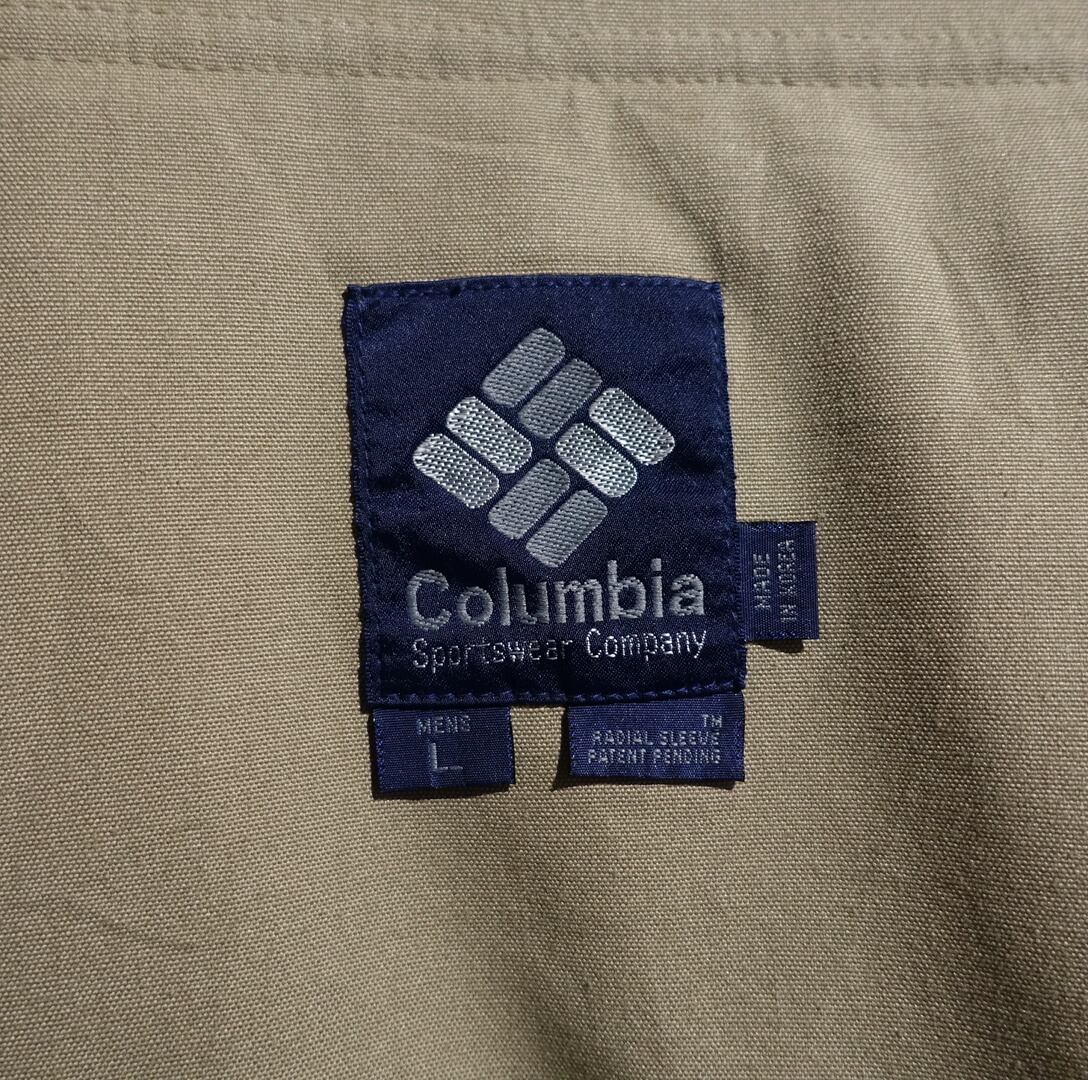 Columbia
Sportswear Company
MADE
IN KOREA
MENS
L
TM
RADIAL SLEEVE
PATENT PENDING